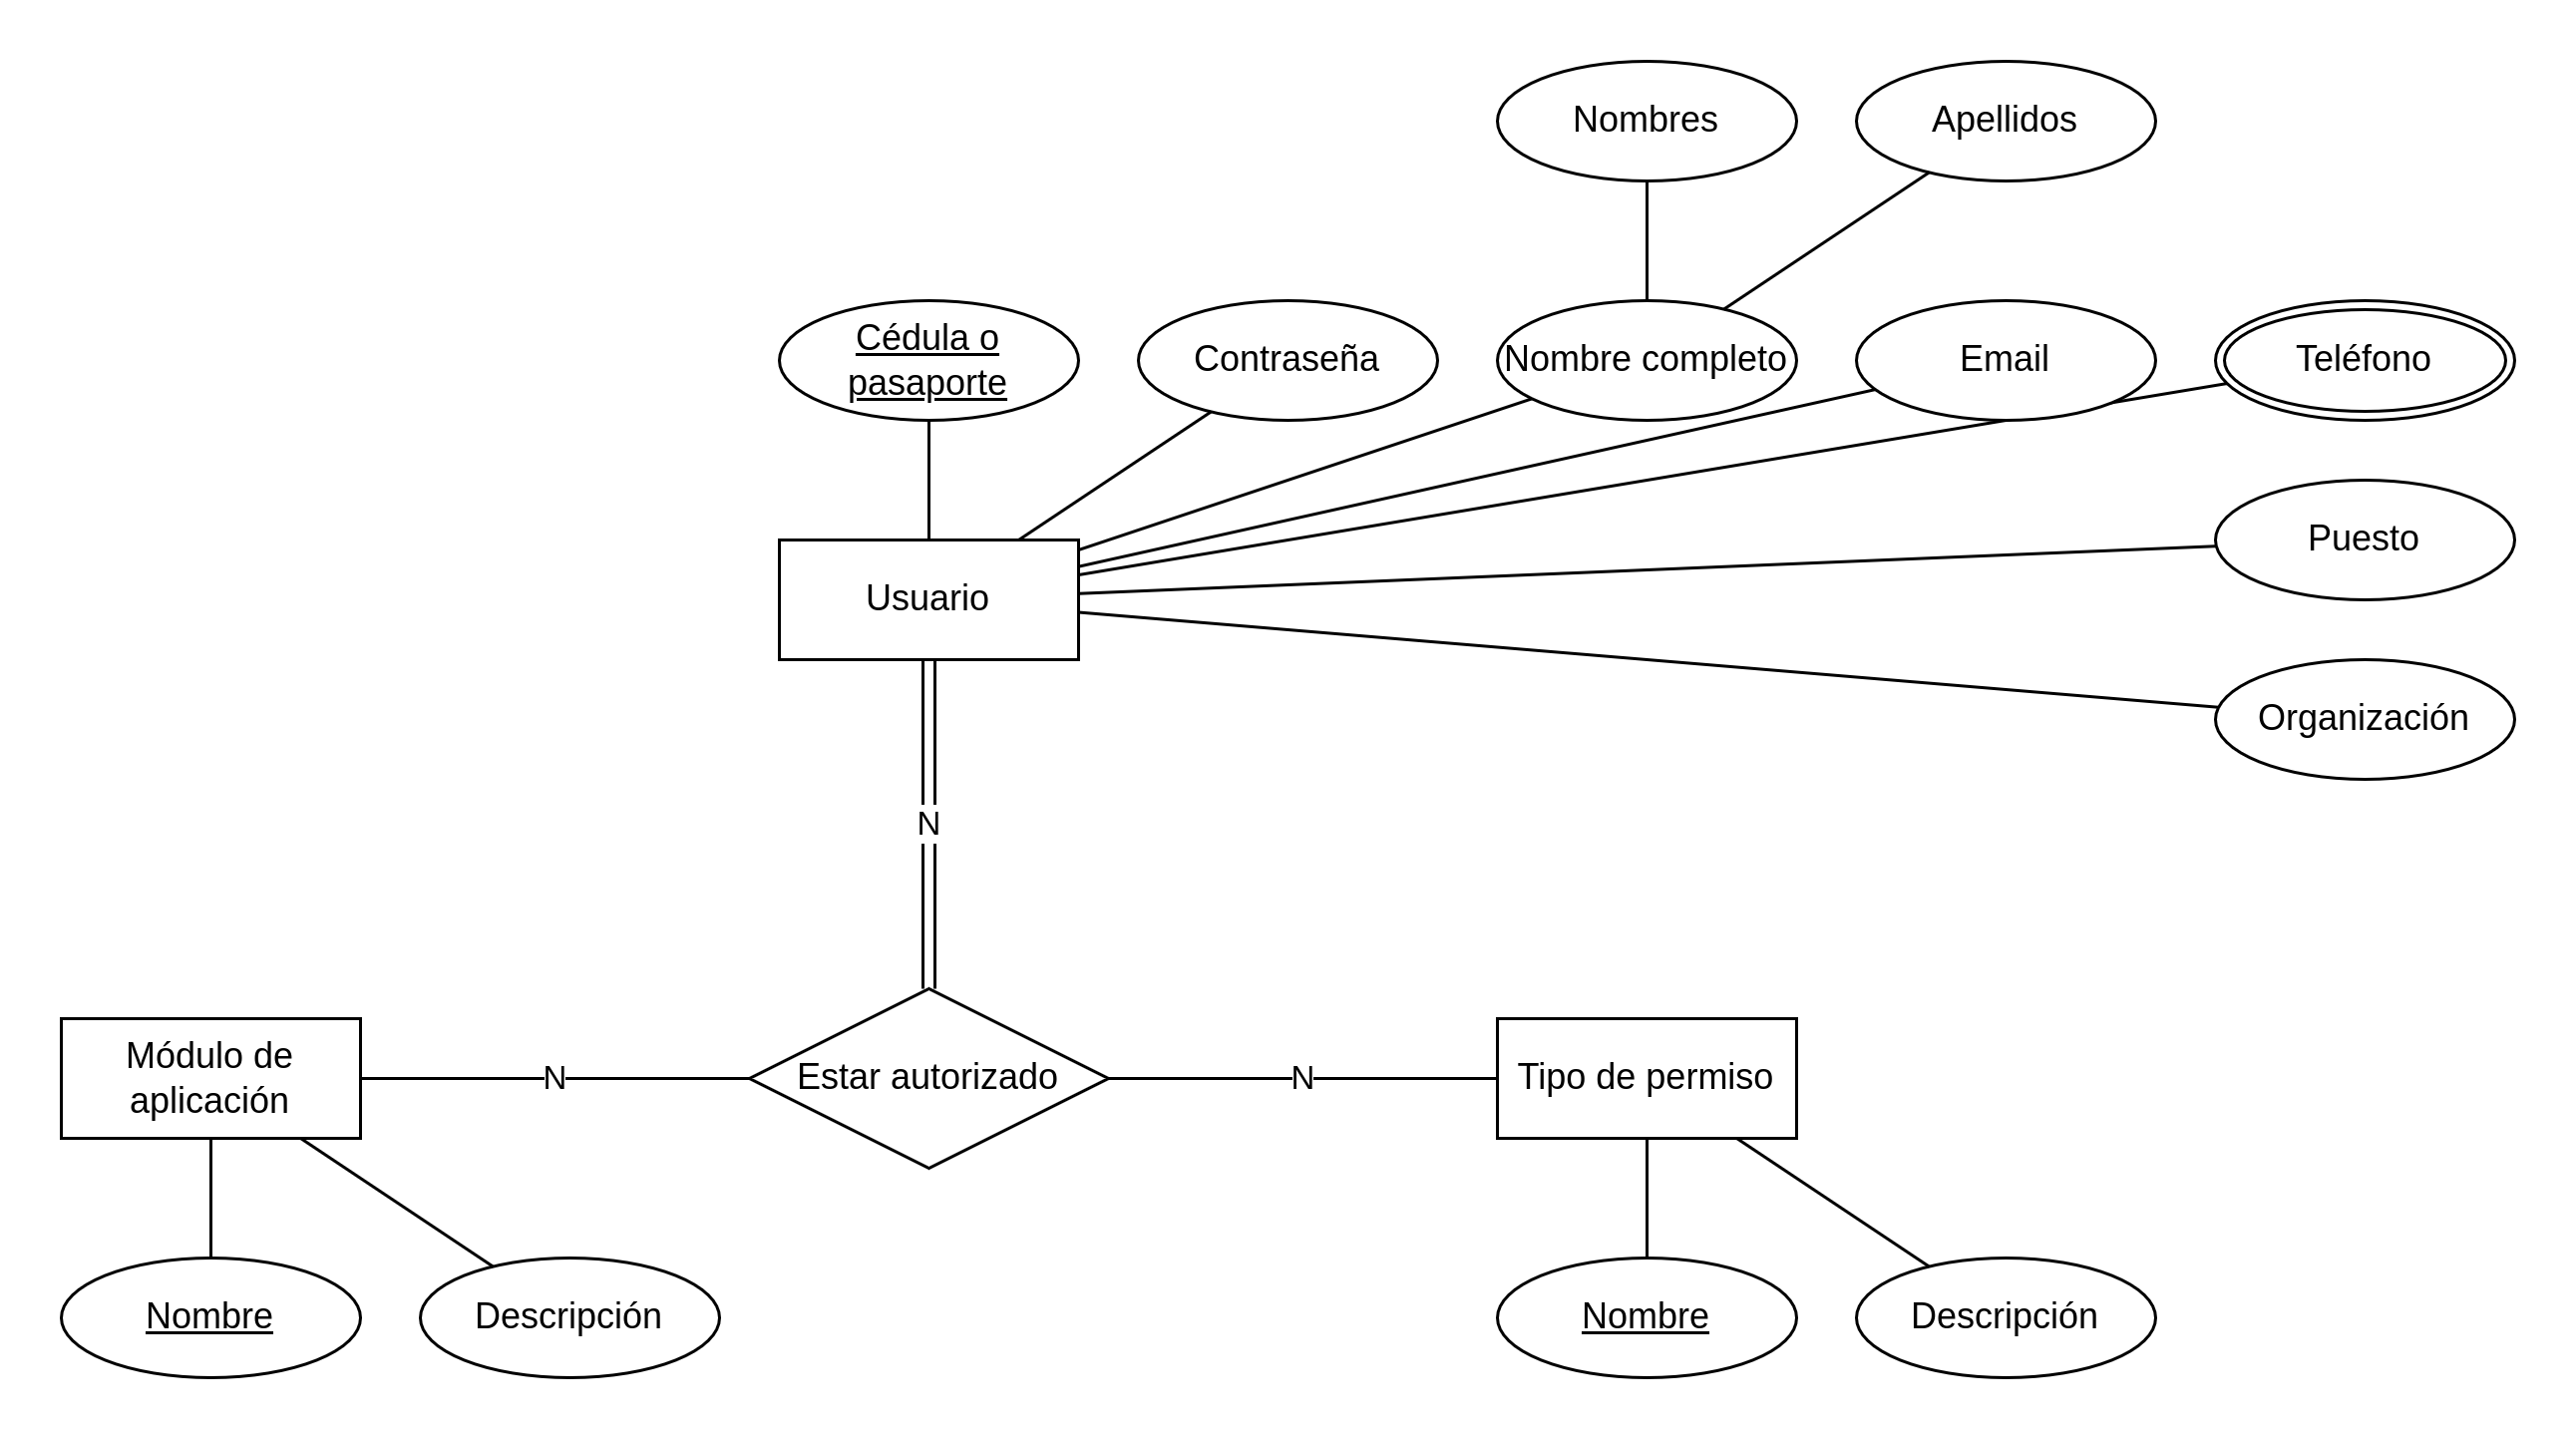 Nombres
Apellidos
Cédula o
pasaporte
Contraseña
Nombre completo
Email
Teléfono
Puesto
Usuario
Organización
N
Módulo de
aplicación
N
Estar autorizado
N
Tipo de permiso
Nombre
Descripción
Nombre
Descripción